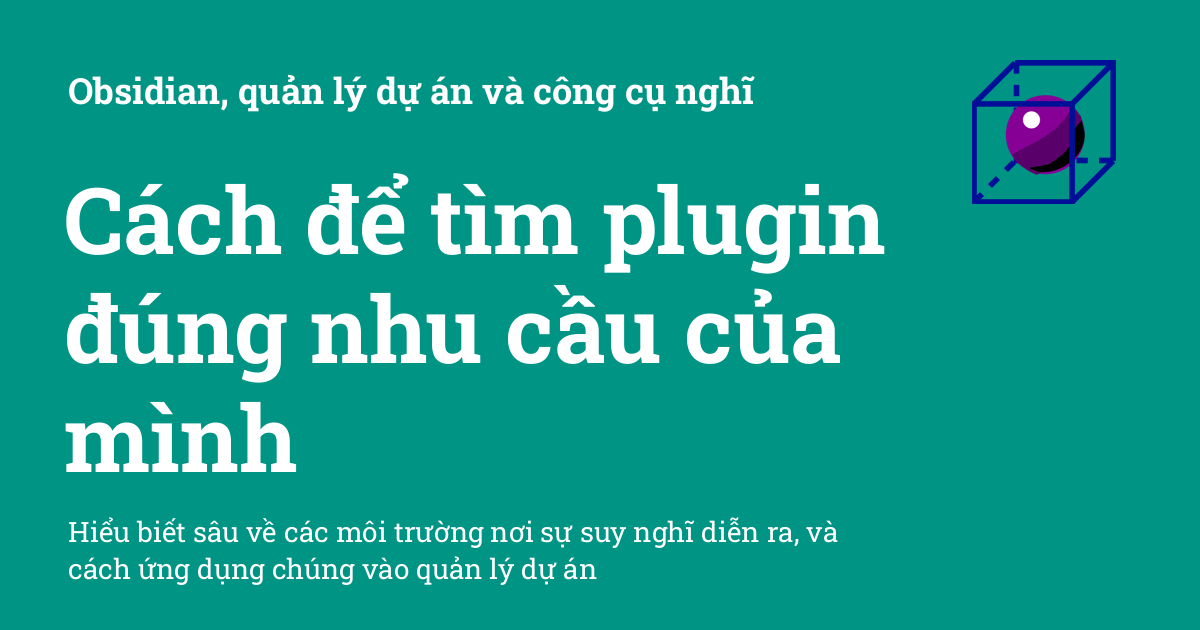 Obsidian, quản lý dự án và công cụ nghĩ
Cách để tìm plugin
đúng nhu cầu của
mình
Hiểu biết sâu về các môi trường nơi sự suy nghĩ diễn ra, và
cách ứng dụng chúng vào quản lý dự án